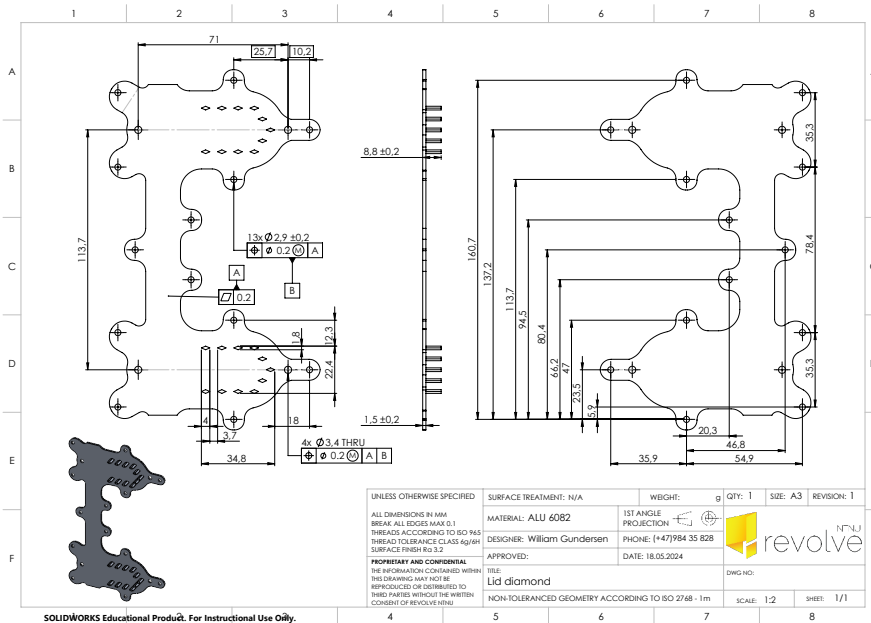 1 2 3 4 5 6 7 8
A
B
C
D
E
F
71
25,7 10,2
113,7
13x Ø 2,9 ±0,2
⌖ Ø 0.2 Ⓜ A
B
A
▱ 0.2
1,8
12,3
22,4
4
3,7
18
34,8
4x Ø 3,4 THRU
⌖ Ø 0.2 Ⓜ A B
8,8 ±0,2
1,5 ±0,2
160,7
137,2
113,7
94,5
80,4
66,2
47
23,5
5,9
35,3
78,4
35,3
20,3
46,8
35,9 54,9
UNLESS OTHERWISE SPECIFIED
ALL DIMENSIONS IN MM
BREAK ALL EDGES MAX 0.1
THREADS ACCORDING TO ISO 965
THREAD TOLERANCE CLASS 6g/6H
SURFACE FINISH Ra 3.2
PROPRIETARY AND CONFIDENTIAL
THE INFORMATION CONTAINED WITHIN
THIS DRAWING MAY NOT BE
REPRODUCED OR DISTRIBUTED TO
THIRD PARTIES WITHOUT THE WRITTEN
CONSENT OF REVOLVE NTNU
SURFACE TREATMENT: N/A
WEIGHT: g
QTY: 1
SIZE: A3
REVISION: 1
MATERIAL: ALU 6082
1ST ANGLE
PROJECTION
DESIGNER: William Gundersen
PHONE: (+47)984 35 828
APPROVED:
DATE: 18.05.2024
NTNU
revolve
TITLE:
Lid diamond
DWG NO:
NON-TOLERANCED GEOMETRY ACCORDING TO ISO 2768 - 1m
SCALE: 1:2
SHEET: 1/1
SOLIDWORKS Educational Product. For Instructional Use Only.
1 2 3 4 5 6 7 8